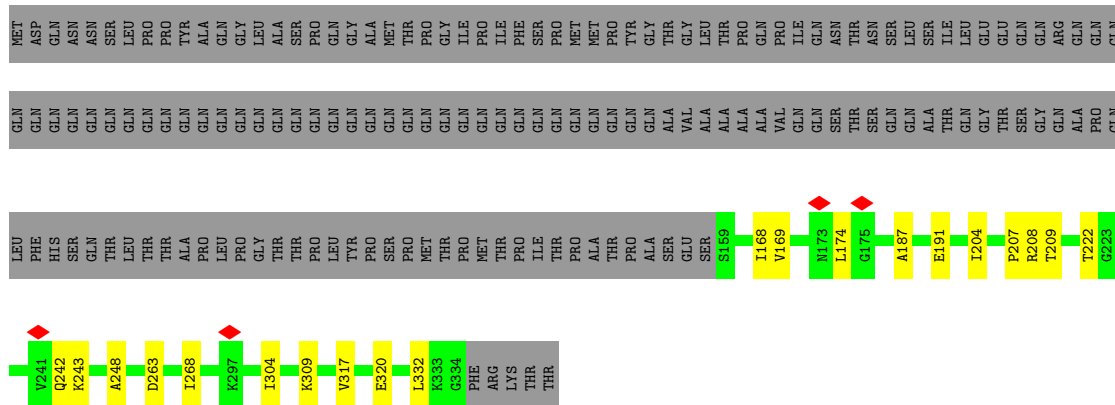 MET ASP GLN ASN ASN SER LEU PRO PRO TYR ALA GLN GLY LEU ALA SER PRO GLN GLY ALA MET THR PRO GLY ILE PRO ILE PHE SER PRO MET MET PRO TYR GLY THR GLY LEU THR PRO GLN PRO ILE GLN ASN THR ASN SER LEU SER ILE LEU GLU GLU GLN GLN ARG GLN GLN GLN
GLN GLN GLN GLN GLN GLN GLN GLN GLN GLN GLN GLN GLN GLN GLN GLN GLN GLN GLN GLN GLN GLN GLN GLN GLN GLN GLN GLN GLN GLN GLN GLN GLN GLN GLN ALA VAL ALA ALA ALA ALA VAL GLN GLN SER THR SER GLN GLN ALA THR GLN GLY THR SER GLY GLN ALA PRO GLN
LEU PHE HIS SER GLN THR LEU THR THR ALA PRO LEU PRO GLY THR THR PRO LEU TYR PRO SER PRO MET THR PRO MET THR PRO ILE THR PRO ALA THR PRO ALA SER GLU SER S159 I168 V169 N173 L174 G175 A187 E191 I204 P207 R208 T209 T222 G223
V241 Q242 K243 A248 D263 I268 K297 I304 K309 V317 E320 L332 K333 G334 PHE ARG LYS THR THR